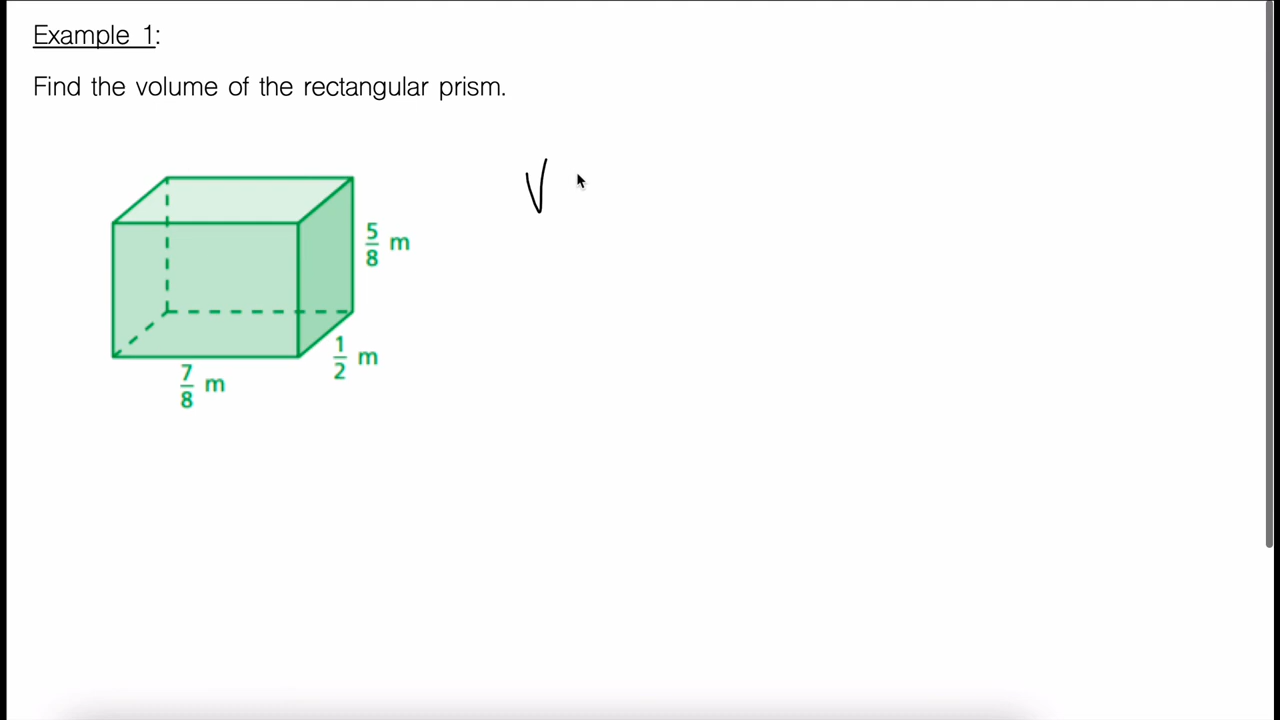 Example 1:
Find the volume of the rectangular prism.
V
5/8 m
1/2 m
7/8 m